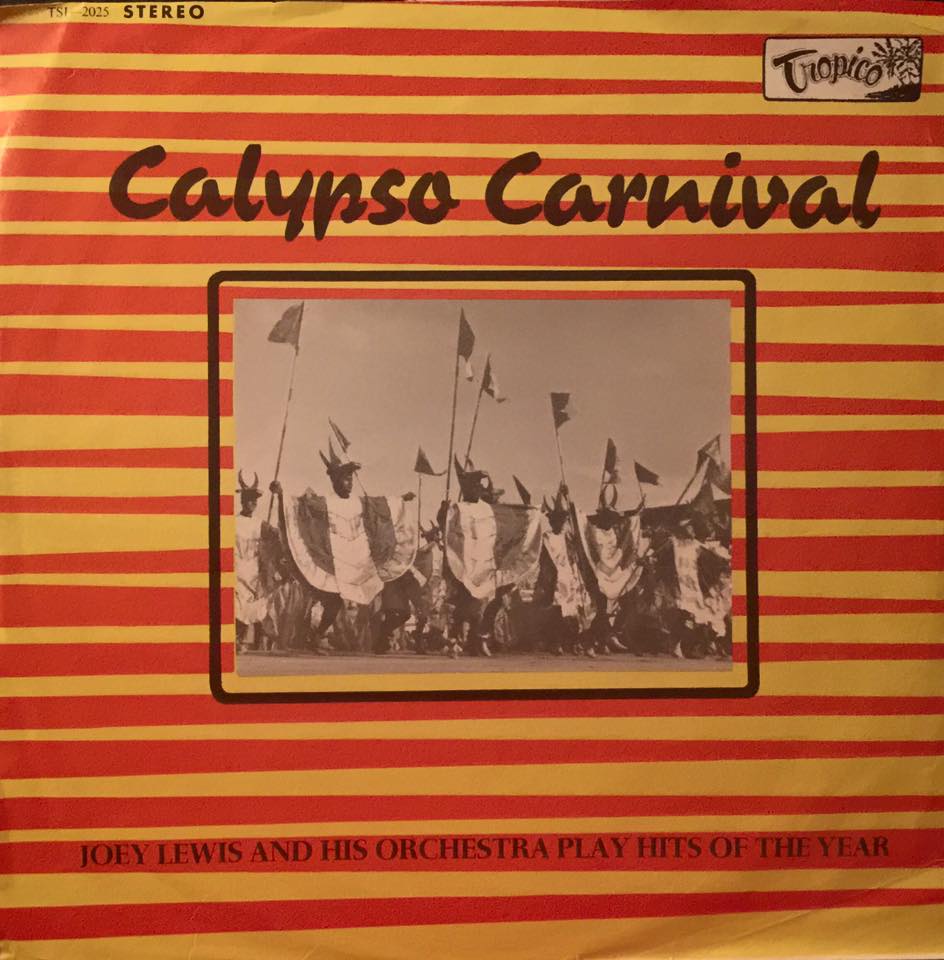 TSI - 2025 STEREO
Tropico
Calypso Carnival
JOEY LEWIS AND HIS ORCHESTRA PLAY HITS OF THE YEAR